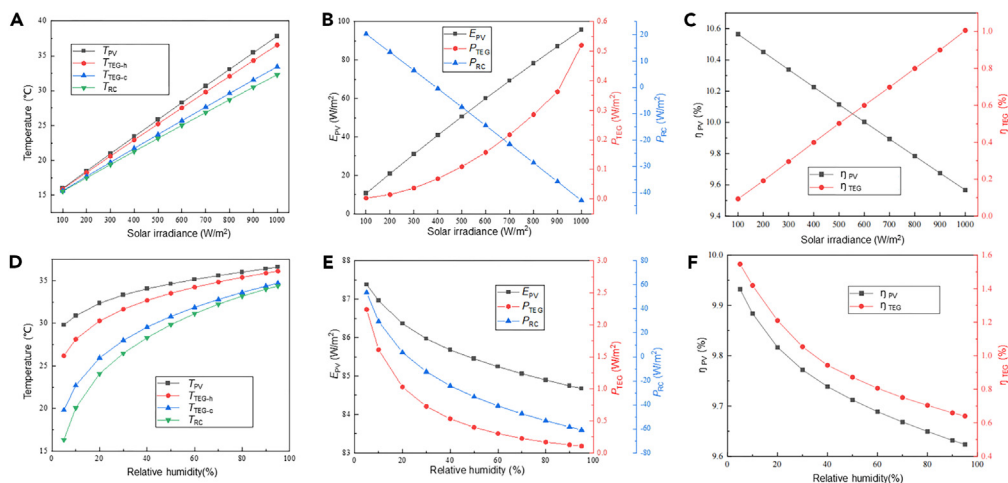 A
40
35
30
25
20
15
Temperature (℃)
T_PV
T_TEG-h
T_TEG-c
T_RC
100 200 300 400 500 600 700 800 900 1000
Solar irradiance (W/m²)
B
100
80
60
40
20
0
E_PV (W/m²)
E_PV
P_TEG
P_RC
0.6
0.5
0.4
0.3
0.2
0.1
0.0
P_TEG (W/m²)
20
10
0
-10
-20
-30
-40
P_RC (W/m²)
100 200 300 400 500 600 700 800 900 1000
Solar irradiance (W/m²)
C
10.6
10.4
10.2
10.0
9.8
9.6
9.4
η PV (%)
η PV
η TEG
1.0
0.8
0.6
0.4
0.2
0.0
η TEG (%)
100 200 300 400 500 600 700 800 900 1000
Solar irradiance (W/m²)
D
35
30
25
20
15
Temperature (℃)
T_PV
T_TEG-h
T_TEG-c
T_RC
0 20 40 60 80 100
Relative humidity(%)
E
88
87
86
85
84
83
E_PV (W/m²)
E_PV
P_TEG
P_RC
3.0
2.5
2.0
1.5
1.0
0.5
0.0
P_TEG (W/m²)
80
60
40
20
0
-20
-40
-60
-80
P_RC (W/m²)
0 20 40 60 80 100
Relative humidity (%)
F
10.0
9.9
9.8
9.7
9.6
η PV (%)
η PV
η TEG
1.6
1.4
1.2
1.0
0.8
0.6
0.4
η TEG (%)
0 20 40 60 80 100
Relative humidity(%)